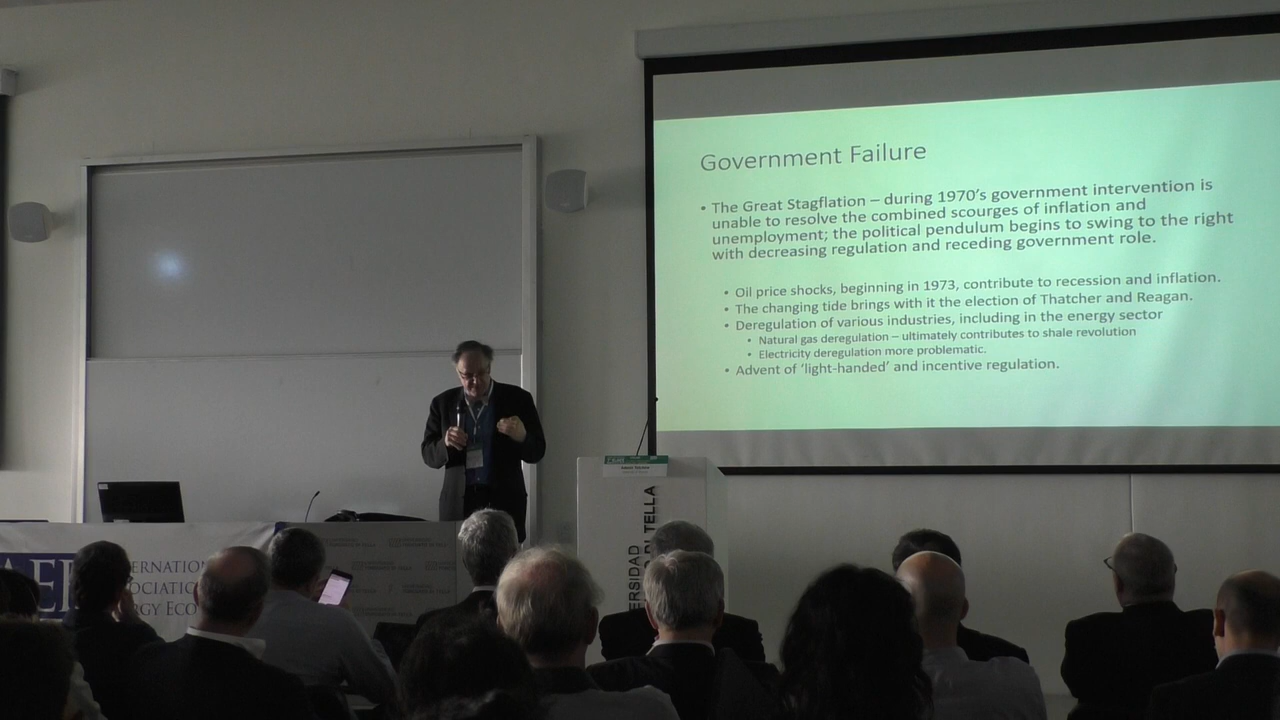 Government Failure
• The Great Stagflation – during 1970's government intervention is
unable to resolve the combined scourges of inflation and
unemployment; the political pendulum begins to swing to the right
with decreasing regulation and receding government role.
• Oil price shocks, beginning in 1973, contribute to recession and inflation.
• The changing tide brings with it the election of Thatcher and Reagan.
• Deregulation of various industries, including in the energy sector
• Natural gas deregulation – ultimately contributes to shale revolution
• Electricity deregulation more problematic.
• Advent of 'light-handed' and incentive regulation.
DI TELLA